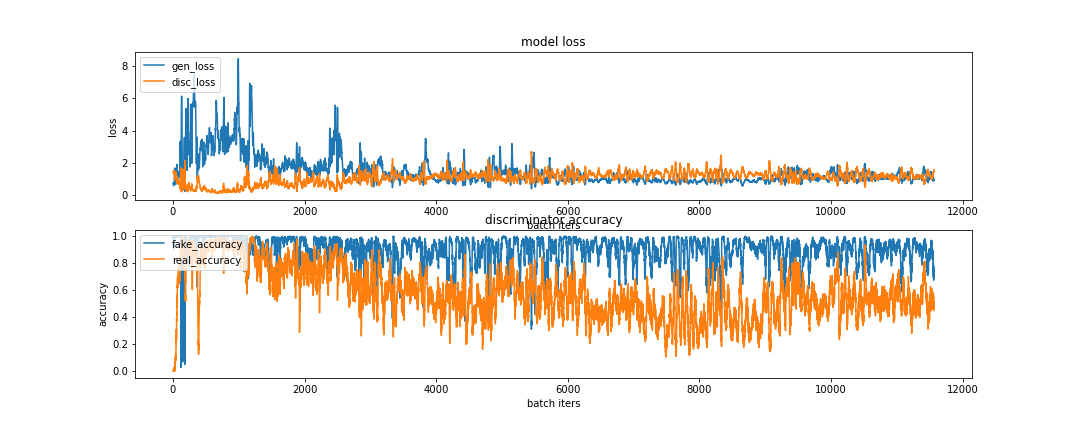 model loss
gen_loss
disc_loss
loss
8
6
4
2
0
0 2000 4000 6000 8000 10000 12000
batch iters
discriminator accuracy
fake_accuracy
real_accuracy
accuracy
1.0
0.8
0.6
0.4
0.2
0.0
0 2000 4000 6000 8000 10000 12000
batch iters